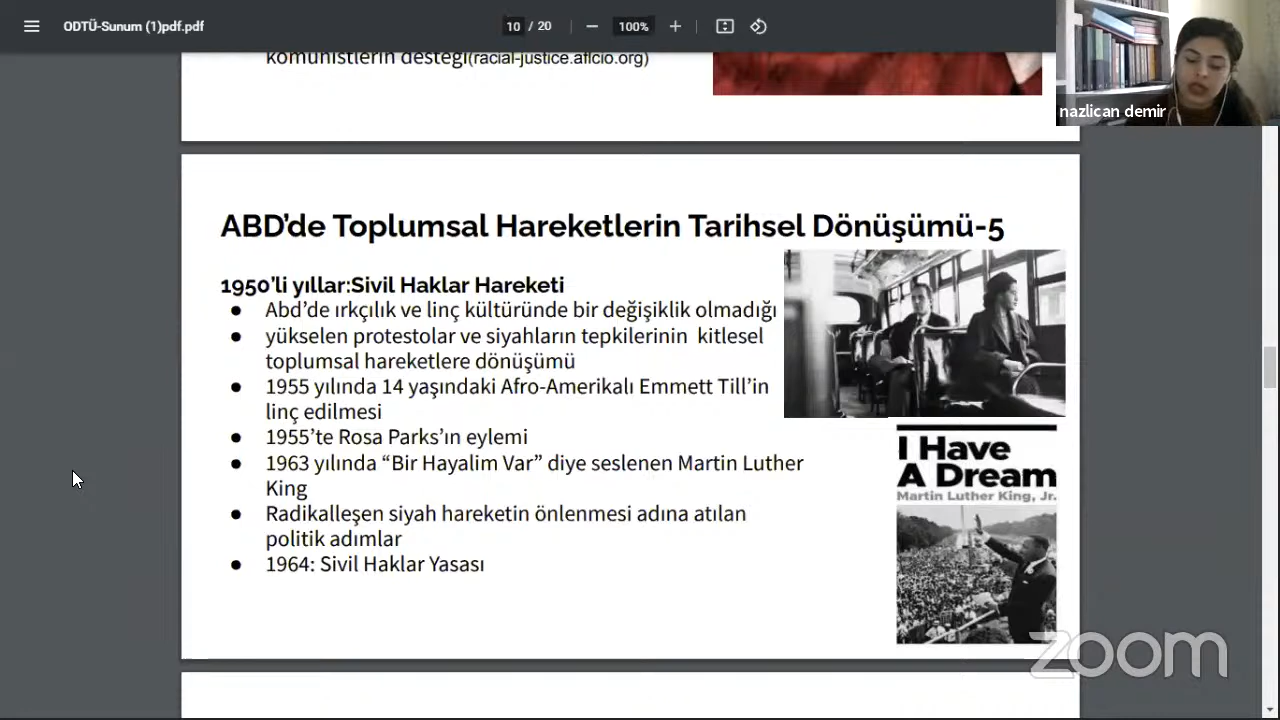 ODTÜ-Sunum (1)pdf.pdf
10 / 20
100%
komünistlerin desteği(racial-justice.aflcio.org)
nazlican demir
ABD'de Toplumsal Hareketlerin Tarihsel Dönüşümü-5
1950'li yıllar:Sivil Haklar Hareketi
● Abd'de ırkçılık ve linç kültüründe bir değişiklik olmadığı
● yükselen protestolar ve siyahların tepkilerinin kitlesel
toplumsal hareketlere dönüşümü
● 1955 yılında 14 yaşındaki Afro-Amerikalı Emmett Till'in
linç edilmesi
● 1955'te Rosa Parks'ın eylemi
● 1963 yılında “Bir Hayalim Var” diye seslenen Martin Luther
King
● Radikalleşen siyah hareketin önlenmesi adına atılan
politik adımlar
● 1964: Sivil Haklar Yasası
I Have
A Dream
Martin Luther King, Jr.
zoom